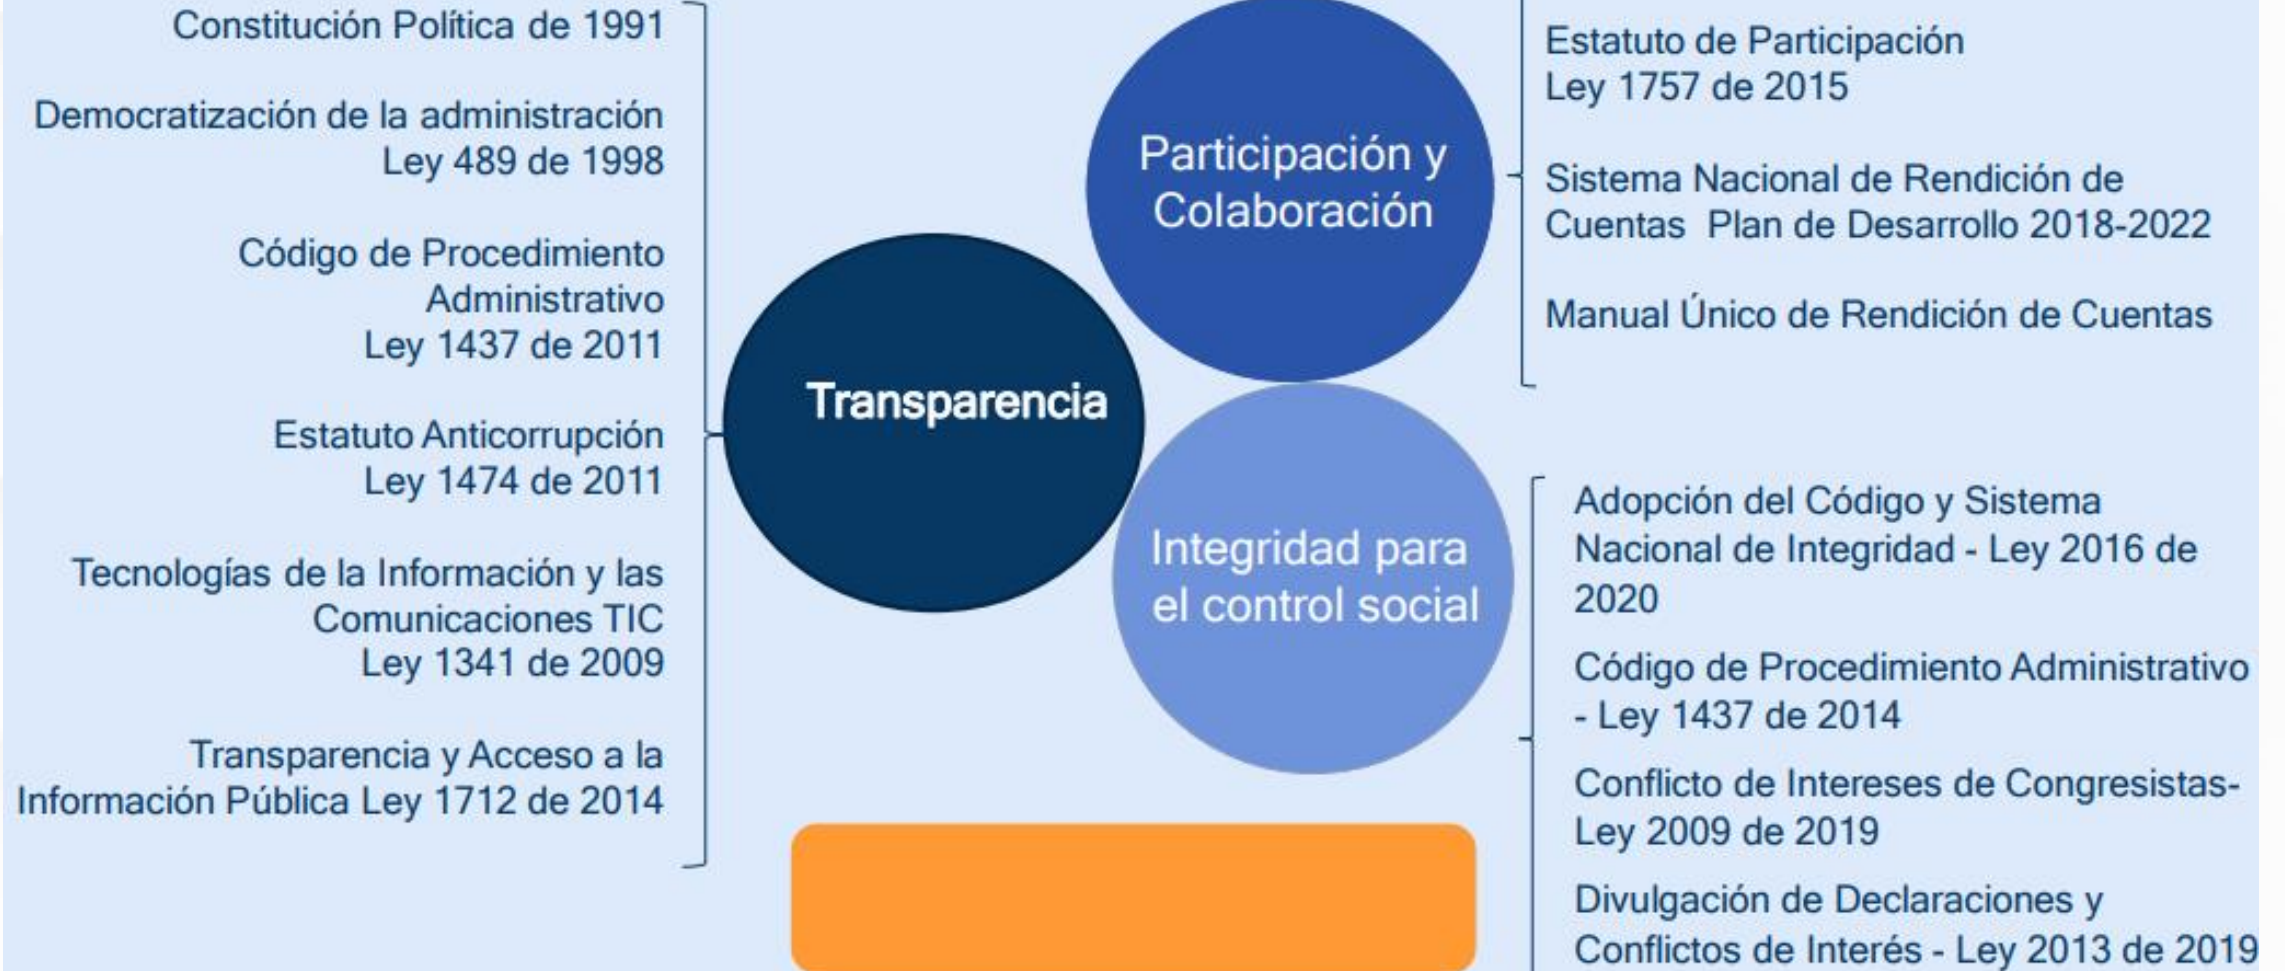 Constitución Política de 1991
Democratización de la administración
Ley 489 de 1998
Código de Procedimiento
Administrativo
Ley 1437 de 2011
Estatuto Anticorrupción
Ley 1474 de 2011
Tecnologías de la Información y las
Comunicaciones TIC
Ley 1341 de 2009
Transparencia y Acceso a la
Información Pública Ley 1712 de 2014
Transparencia
Participación y
Colaboración
Integridad para
el control social
Estatuto de Participación
Ley 1757 de 2015
Sistema Nacional de Rendición de
Cuentas Plan de Desarrollo 2018-2022
Manual Único de Rendición de Cuentas
Adopción del Código y Sistema
Nacional de Integridad - Ley 2016 de
2020
Código de Procedimiento Administrativo
- Ley 1437 de 2014
Conflicto de Intereses de Congresistas-
Ley 2009 de 2019
Divulgación de Declaraciones y
Conflictos de Interés - Ley 2013 de 2019